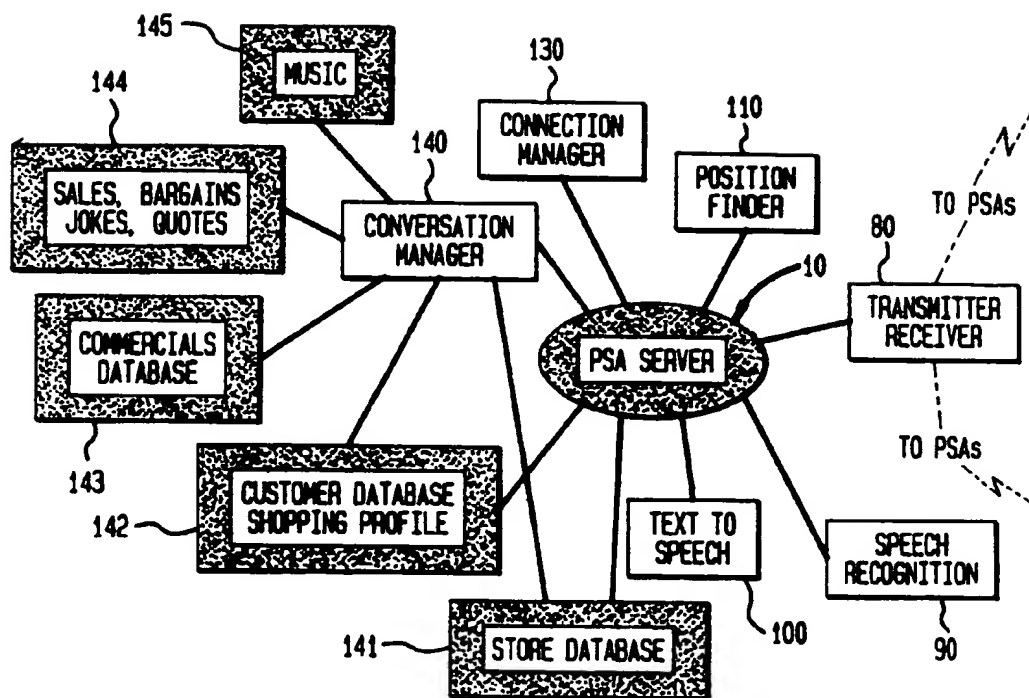 145
MUSIC
144
SALES, BARGAINS
JOKES, QUOTES
140
CONVERSATION
MANAGER
130
CONNECTION
MANAGER
110
POSITION
FINDER
TO PSAs
80
TRANSMITTER
RECEIVER
10
PSA SERVER
COMMERCIALS
DATABASE
143
TO PSAs
CUSTOMER DATABASE
SHOPPING PROFILE
142
TEXT TO
SPEECH
100
SPEECH
RECOGNITION
90
141
STORE DATABASE